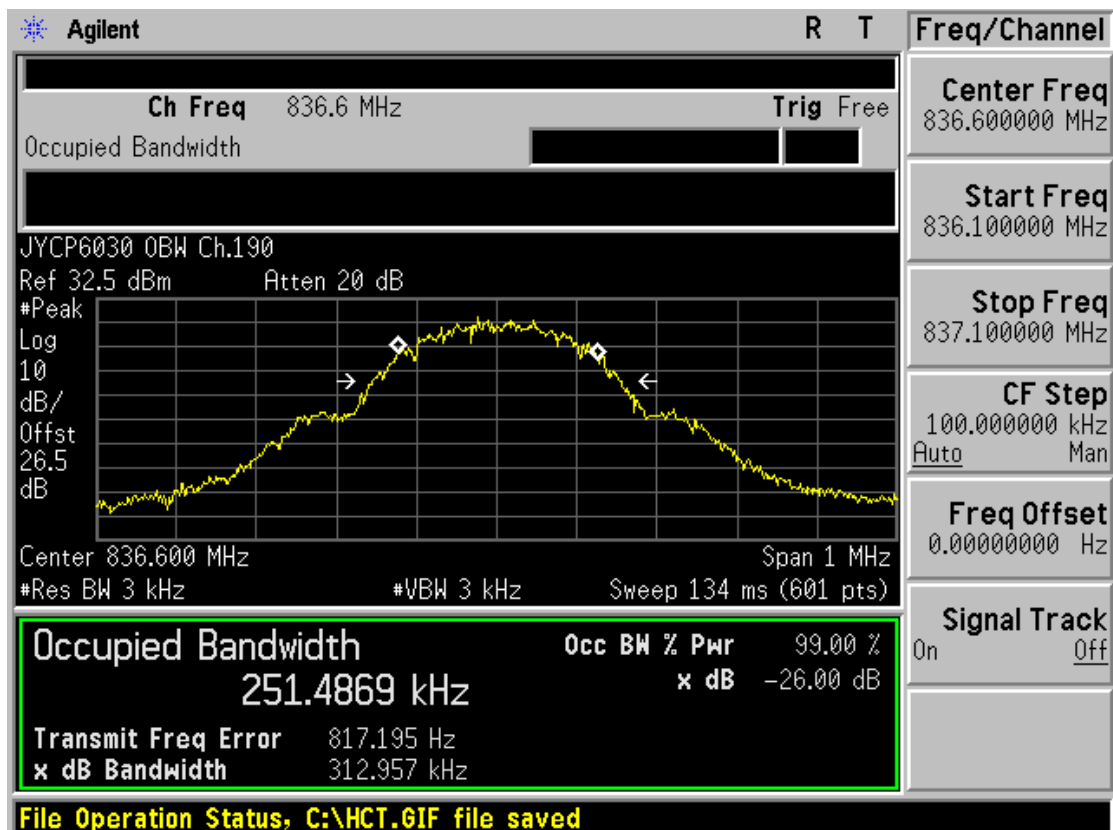 Agilent R T
Ch Freq 836.6 MHz Trig Free
Occupied Bandwidth
JYCP6030 OBW Ch.190
Ref 32.5 dBm Atten 20 dB
#Peak
Log
10
dB/
Offst
26.5
dB
Center 836.600 MHz Span 1 MHz
#Res BW 3 kHz #VBW 3 kHz Sweep 134 ms (601 pts)
Occupied Bandwidth Occ BW % Pwr 99.00 %
251.4869 kHz x dB -26.00 dB
Transmit Freq Error 817.195 Hz
x dB Bandwidth 312.957 kHz
File Operation Status, C:\HCT.GIF file saved
Freq/Channel
Center Freq
836.600000 MHz
Start Freq
836.100000 MHz
Stop Freq
837.100000 MHz
CF Step
100.000000 kHz
Auto Man
Freq Offset
0.00000000 Hz
Signal Track
On Off